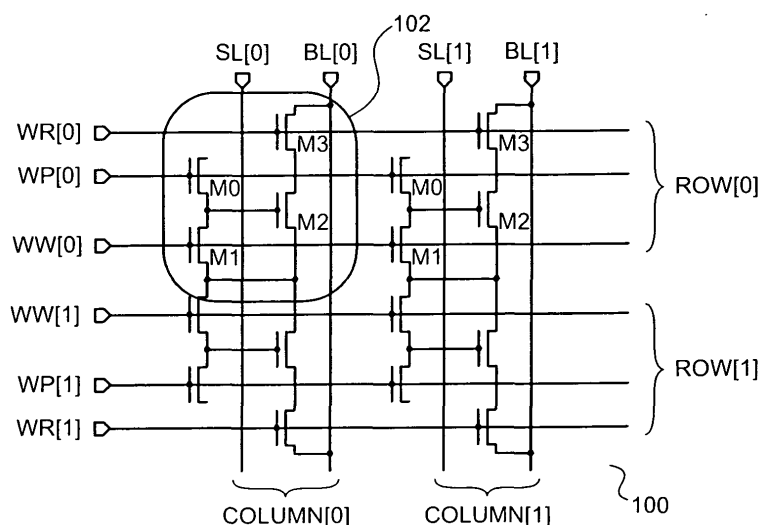 102
SL[0] BL[0] SL[1] BL[1]
WR[0]
M3 M3
WP[0]
M0 M0
ROW[0]
M2 M2
WW[0]
M1 M1
WW[1]
ROW[1]
WP[1]
WR[1]
100
COLUMN[0] COLUMN[1]